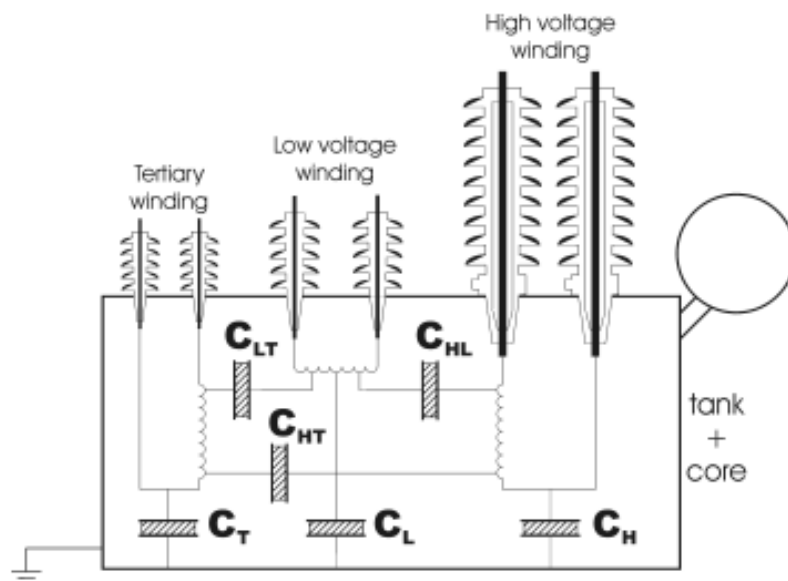 High voltage
winding
Low voltage
winding
Tertiary
winding
CLT
CHL
CHT
tank
+
core
CT
CL
CH